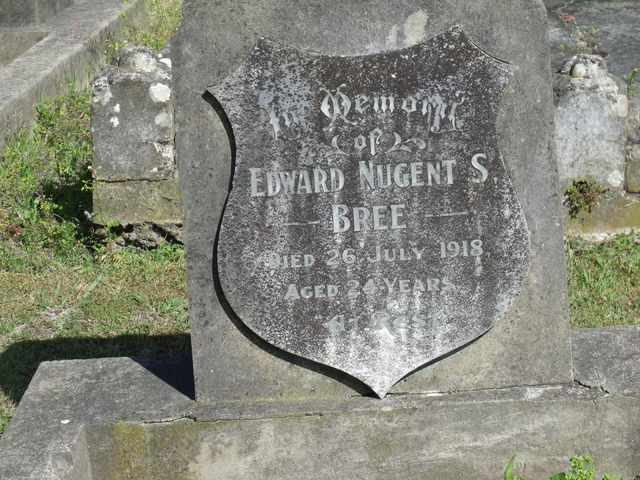 In Memory
of
EDWARD NUGENT S.
BREE
DIED 26 JULY 1918.
AGED 24 YEARS.
At Rest